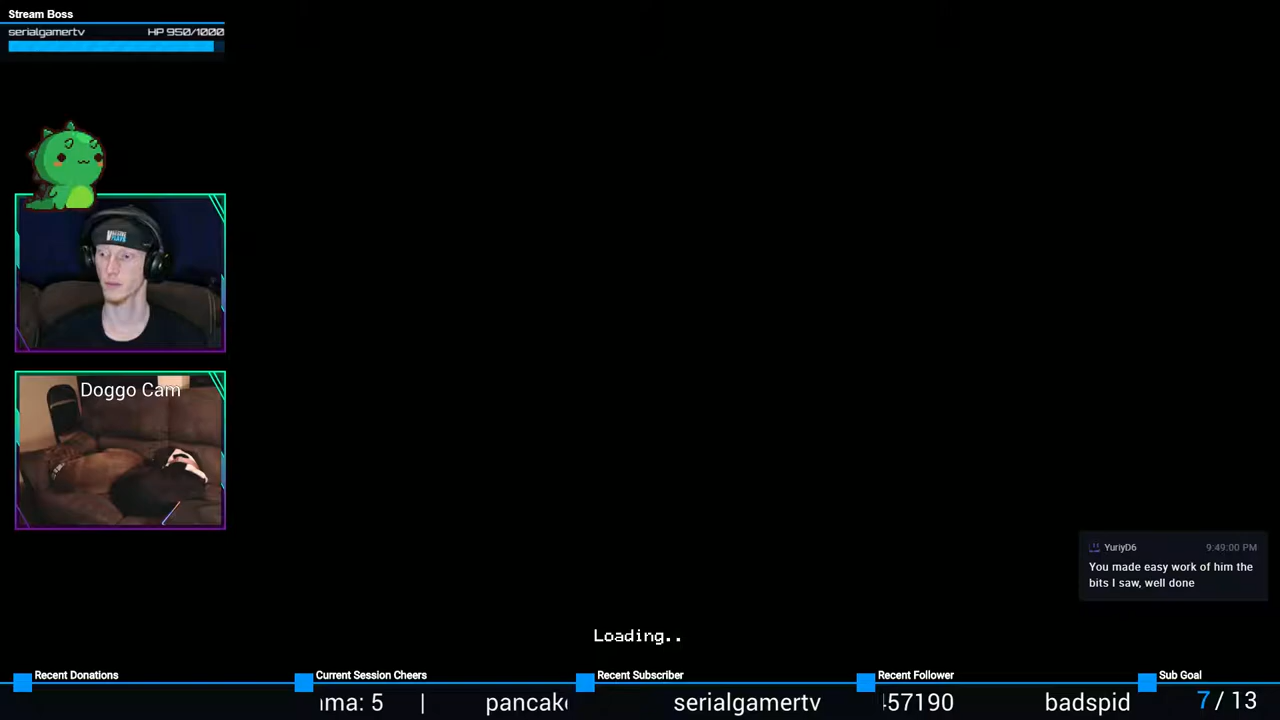 Stream Boss
serialgamertv HP 950/1000
Doggo Cam
YuriyD6 9:49:00 PM
You made easy work of him the
bits I saw, well done
Loading..
Recent Donations
Current Session Cheers
Recent Subscriber
Recent Follower
Sub Goal
ma: 5 | pancak
serialgamertv
457190 badspid
7 / 13